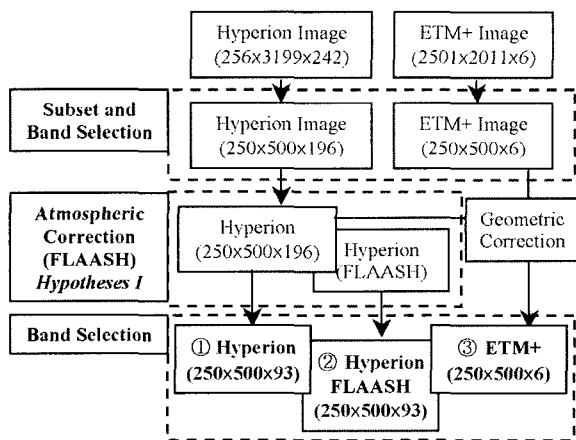 Hyperion Image
(256x3199x242)
ETM+ Image
(2501x2011x6)
Subset and
Band Selection
Hyperion Image
(250x500x196)
ETM+ Image
(250x500x6)
Atmospheric
Correction
(FLAASH)
Hypotheses I
Hyperion
(250x500x196)
Hyperion
(FLAASH)
Geometric
Correction
Band Selection
① Hyperion
(250x500x93)
② Hyperion
FLAASH
(250x500x93)
③ ETM+
(250x500x6)